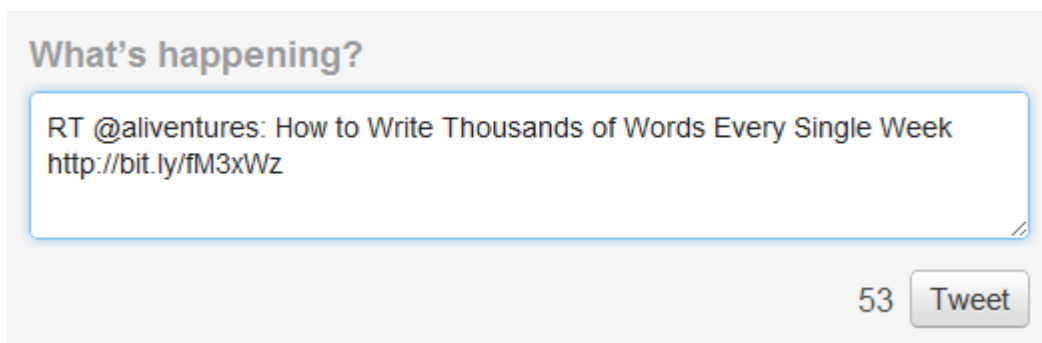 What's happening?
RT @aliventures: How to Write Thousands of Words Every Single Week
http://bit.ly/fM3xWz
53 Tweet